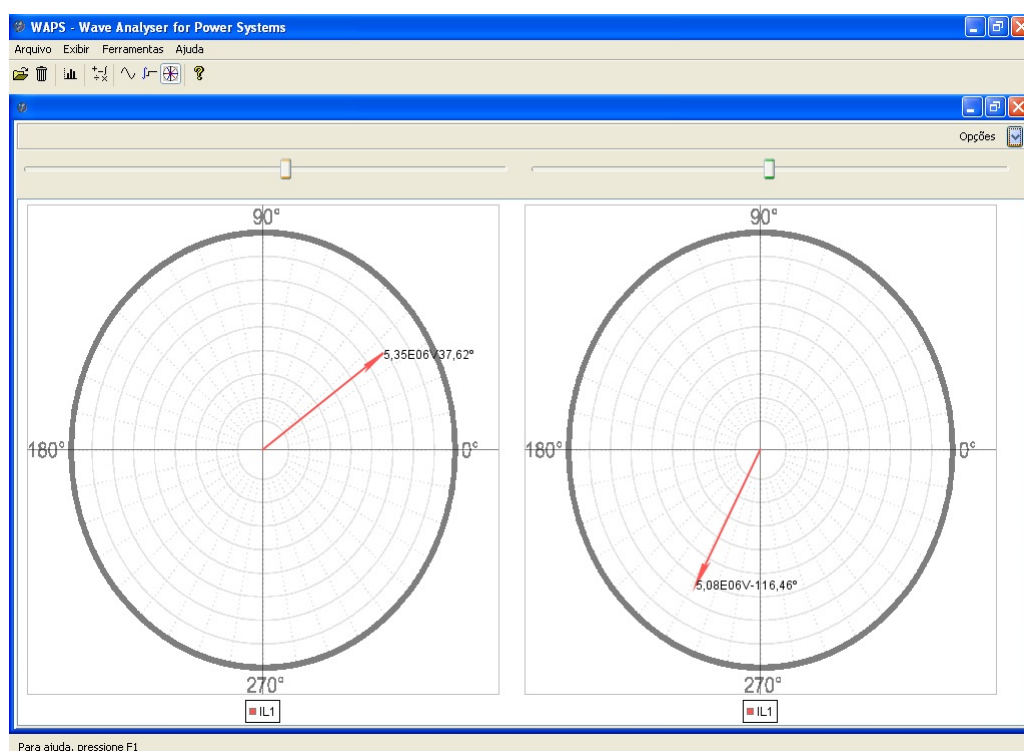 WAPS - Wave Analyser for Power Systems
Arquivo Exibir Ferramentas Ajuda
Opções
90°
5,35E06V37,62°
180°
0°
270°
IL1
90°
180°
0°
5,08E06V-116,46°
270°
IL1
Para ajuda, pressione F1